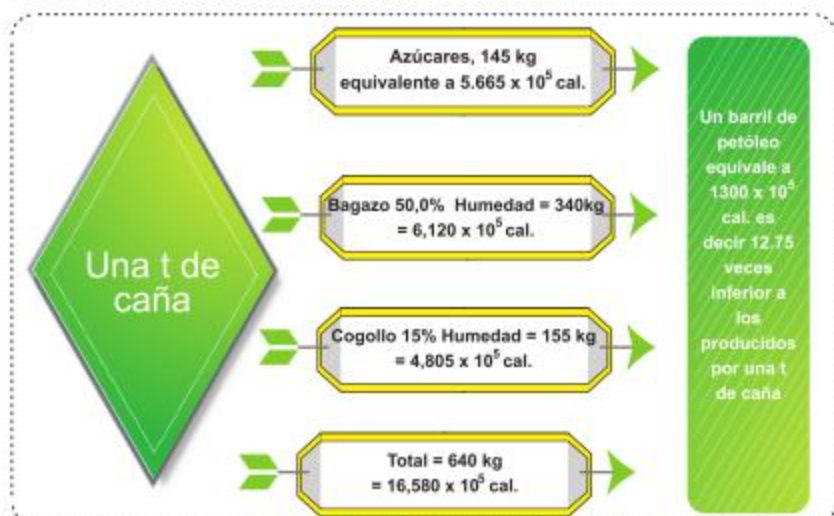 Una t de
caña
Azúcares, 145 kg
equivalente a 5.665 x 10⁵ cal.
Bagazo 50,0% Humedad = 340kg
= 6,120 x 10⁵ cal.
Cogollo 15% Humedad = 155 kg
= 4,805 x 10⁵ cal.
Total = 640 kg
= 16,580 x 10⁵ cal.
Un barril de
petóleo
equivale a
1300 x 10⁵
cal. es
decir 12.75
veces
inferior a
los
producidos
por una t
de caña